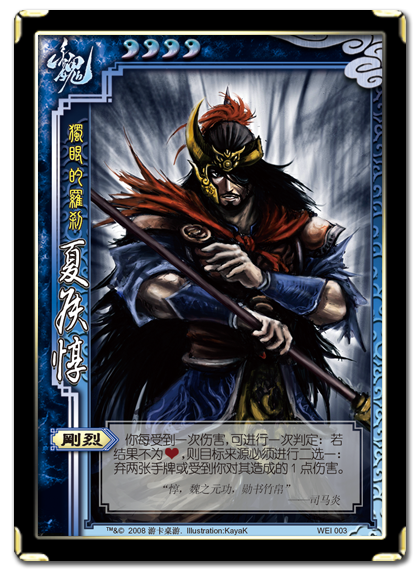 魏
獨眼的羅剎
夏侯惇
剛烈
你每受到一次伤害,可进行一次判定：若
结果不为❤,则目标来源必须进行二选一：
弃两张手牌或受到你对其造成的1点伤害。
“惇，魏之元功，勋书竹帛”
——司马炎
™&© 2008 游卡桌游. Illustration:KayaK
WEI 003